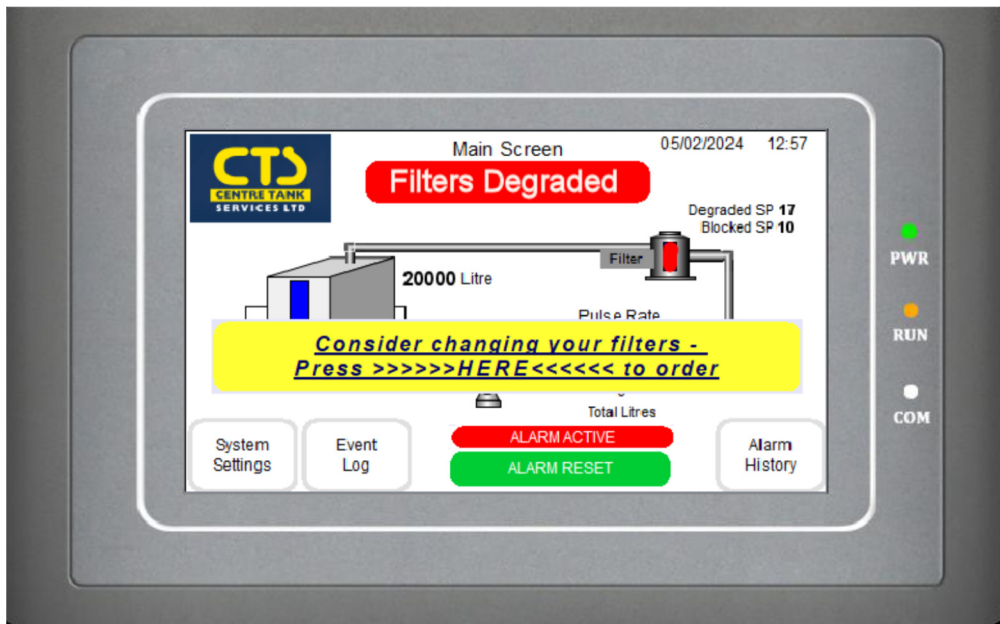 CTS
CENTRE TANK
SERVICES LTD
Main Screen
05/02/2024 12:57
Filters Degraded
Degraded SP 17
Blocked SP 10
Filter
20000 Litre
Pulse Rate
Consider changing your filters -
Press >>>>>>HERE<<<<<< to order
Total Litres
System
Settings
Event
Log
ALARM ACTIVE
ALARM RESET
Alarm
History
PWR
RUN
COM